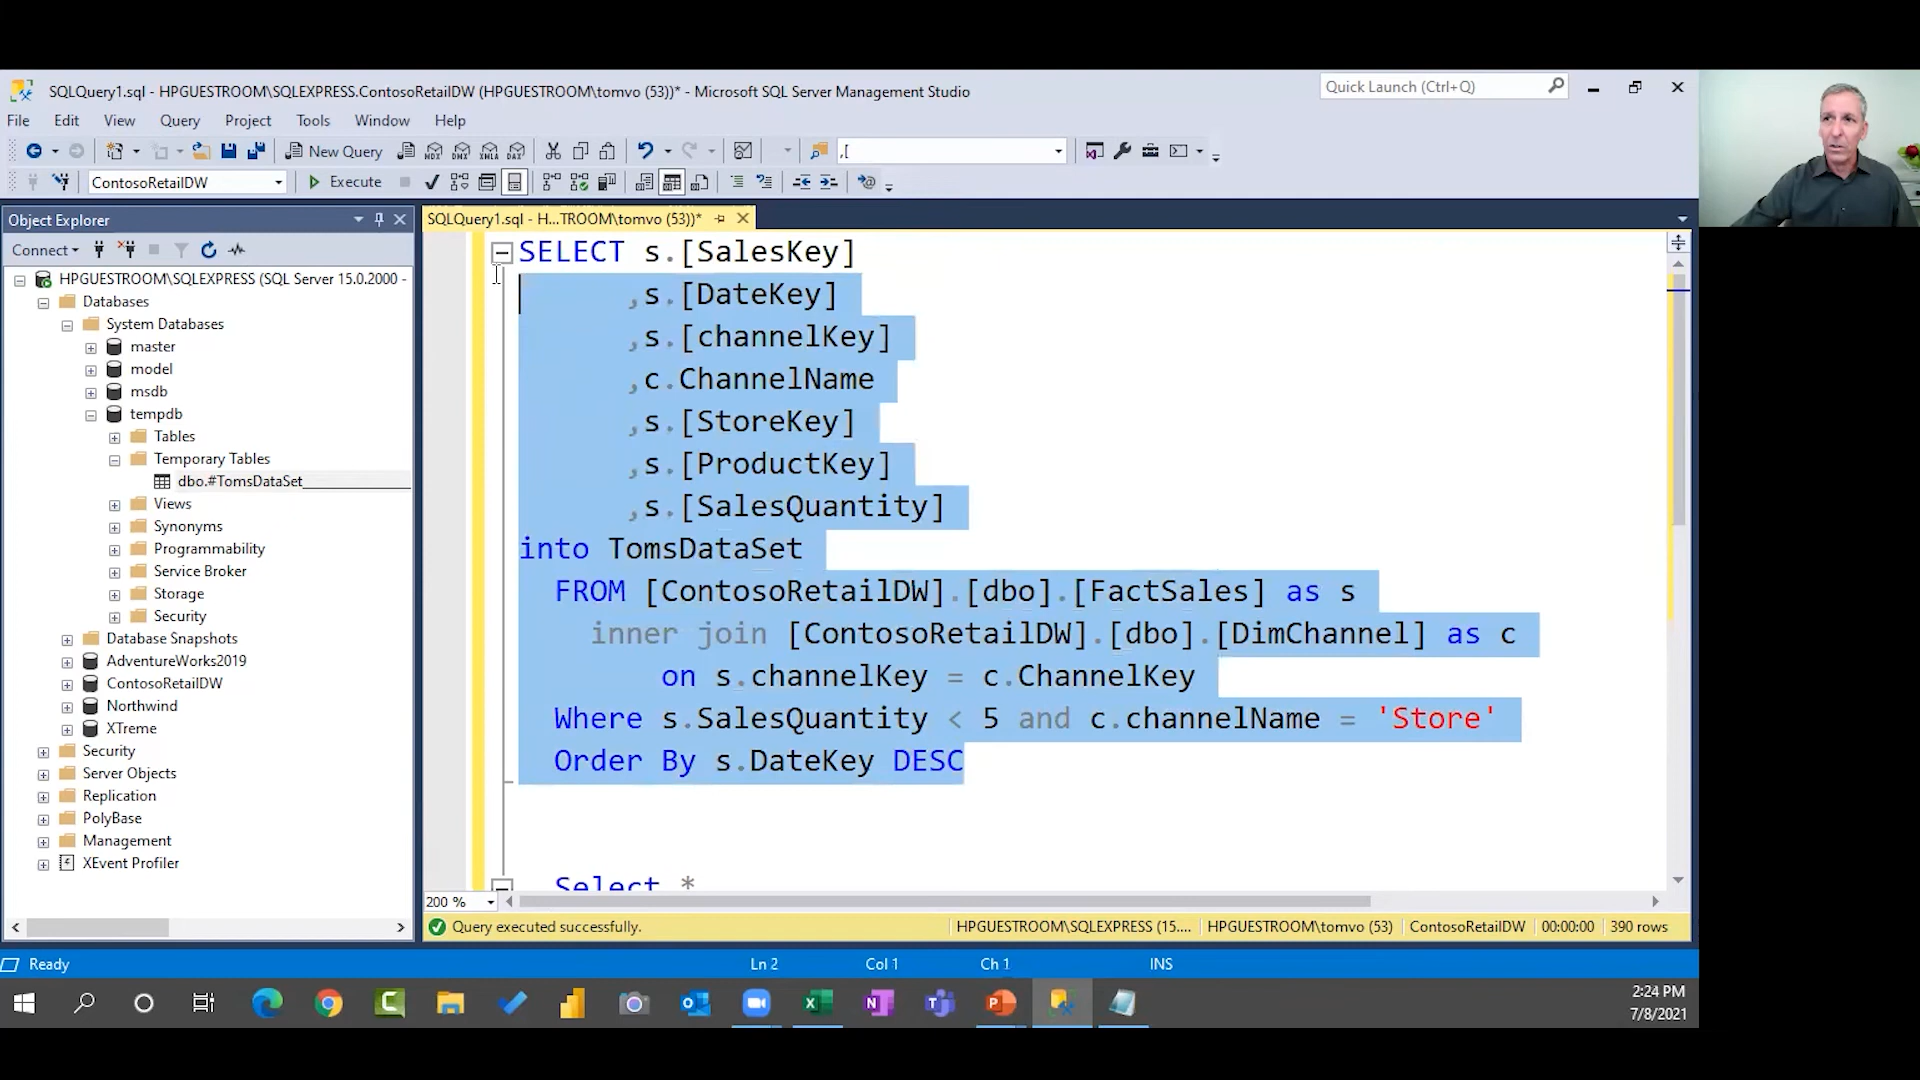 SQLQuery1.sql - HPGUESTROOM\SQLEXPRESS.ContosoRetailDW (HPGUESTROOM\tomvo (53))* - Microsoft SQL Server Management Studio
Quick Launch (Ctrl+Q)
File Edit View Query Project Tools Window Help
New Query
MDX DMX XMLA DAX
,[
ContosoRetailDW
Execute
Object Explorer
SQLQuery1.sql - H...TROOM\tomvo (53))*
Connect
HPGUESTROOM\SQLEXPRESS (SQL Server 15.0.2000 -
Databases
System Databases
master
model
msdb
tempdb
Tables
Temporary Tables
dbo.#TomsDataSet____________
Views
Synonyms
Programmability
Service Broker
Storage
Security
Database Snapshots
AdventureWorks2019
ContosoRetailDW
Northwind
XTreme
Security
Server Objects
Replication
PolyBase
Management
XEvent Profiler
SELECT s.[SalesKey]
,s.[DateKey]
,s.[channelKey]
,c.ChannelName
,s.[StoreKey]
,s.[ProductKey]
,s.[SalesQuantity]
into TomsDataSet
FROM [ContosoRetailDW].[dbo].[FactSales] as s
inner join [ContosoRetailDW].[dbo].[DimChannel] as c
on s.channelKey = c.ChannelKey
Where s.SalesQuantity < 5 and c.channelName = 'Store'
Order By s.DateKey DESC
Select *
200 %
Query executed successfully.
HPGUESTROOM\SQLEXPRESS (15.... HPGUESTROOM\tomvo (53) ContosoRetailDW 00:00:00 390 rows
Ready
Ln 2 Col 1 Ch 1 INS
2:24 PM
7/8/2021